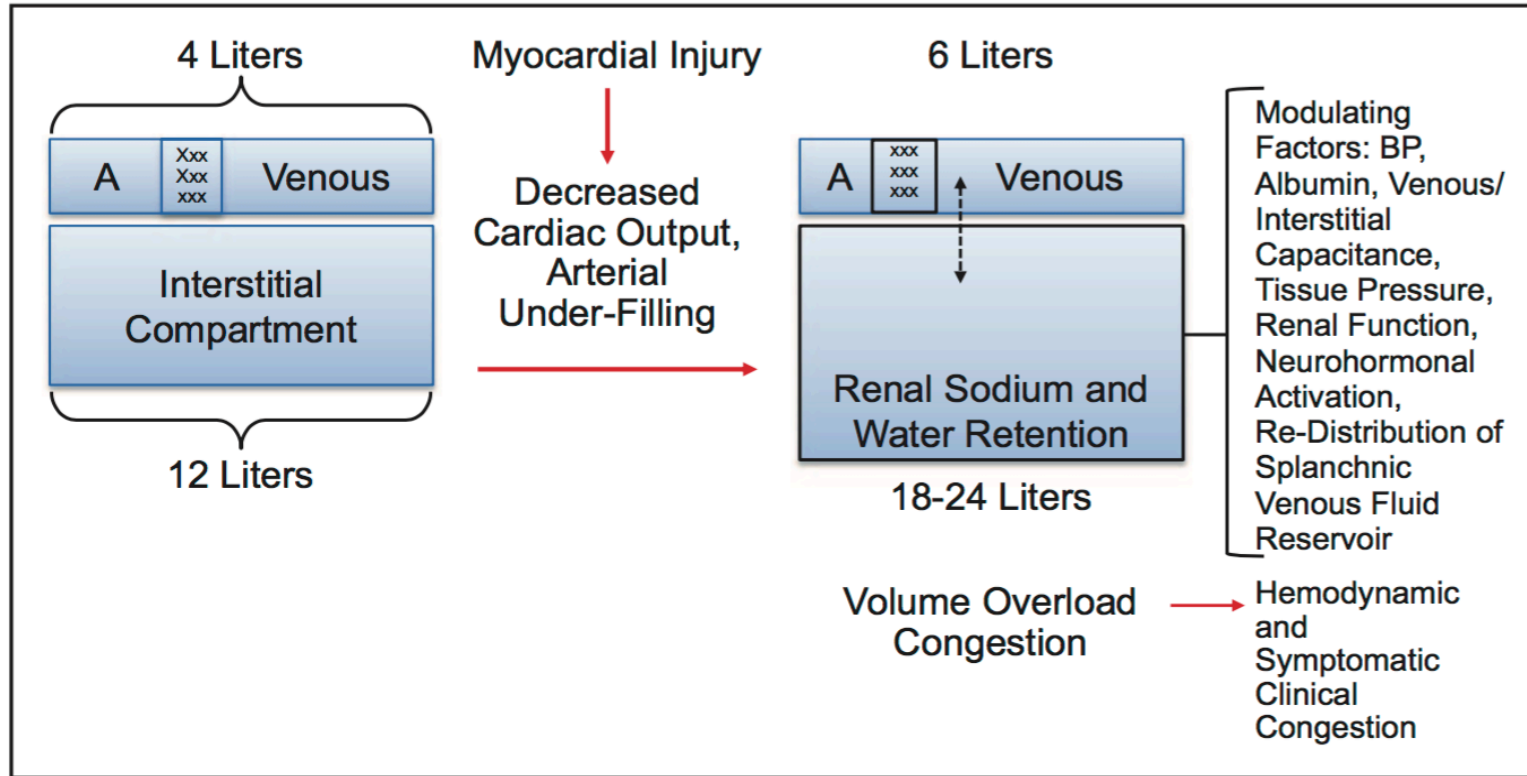 4 Liters
A
Xxx
Xxx
xxx
Venous
Interstitial
Compartment
12 Liters
Myocardial Injury
Decreased
Cardiac Output,
Arterial
Under-Filling
6 Liters
A
xxx
xxx
xxx
Venous
Renal Sodium and
Water Retention
18-24 Liters
Volume Overload
Congestion
Modulating
Factors: BP,
Albumin, Venous/
Interstitial
Capacitance,
Tissue Pressure,
Renal Function,
Neurohormonal
Activation,
Re-Distribution of
Splanchnic
Venous Fluid
Reservoir
Hemodynamic
and
Symptomatic
Clinical
Congestion